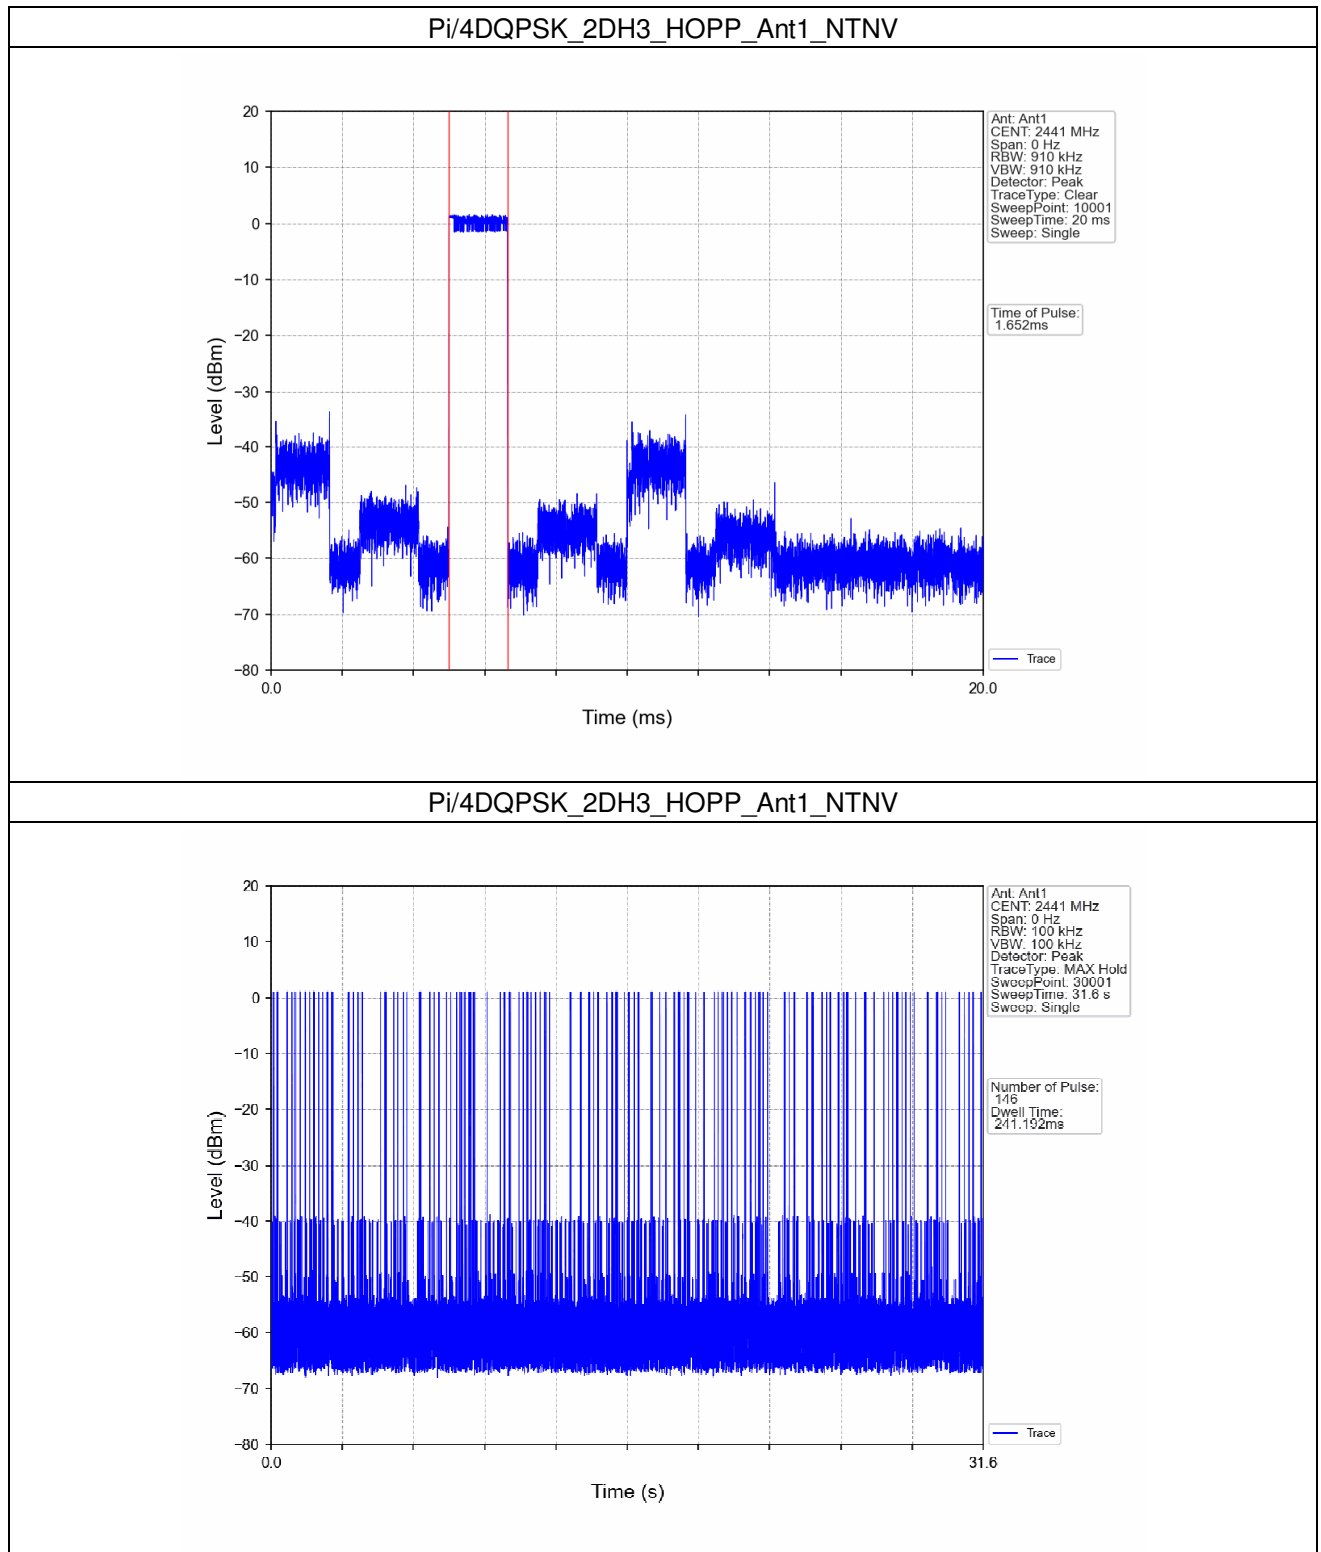 Pi/4DQPSK_2DH3_HOPP_Ant1_NTNV
20
10
0
−10
−20
−30
−40
−50
−60
−70
−80
Level (dBm)
0.0
20.0
Time (ms)
Ant: Ant1
CENT: 2441 MHz
Span: 0 Hz
RBW: 910 kHz
VBW: 910 kHz
Detector: Peak
TraceType: Clear
SweepPoint: 10001
SweepTime: 20 ms
Sweep: Single
Time of Pulse:
1.652ms
Trace
Pi/4DQPSK_2DH3_HOPP_Ant1_NTNV
20
10
0
−10
−20
−30
−40
−50
−60
−70
−80
Level (dBm)
0.0
31.6
Time (s)
Ant: Ant1
CENT: 2441 MHz
Span: 0 Hz
RBW: 100 kHz
VBW: 100 kHz
Detector: Peak
TraceType: MAX Hold
SweepPoint: 30001
SweepTime: 31.6 s
Sweep: Single
Number of Pulse:
146
Dwell Time:
241.192ms
Trace